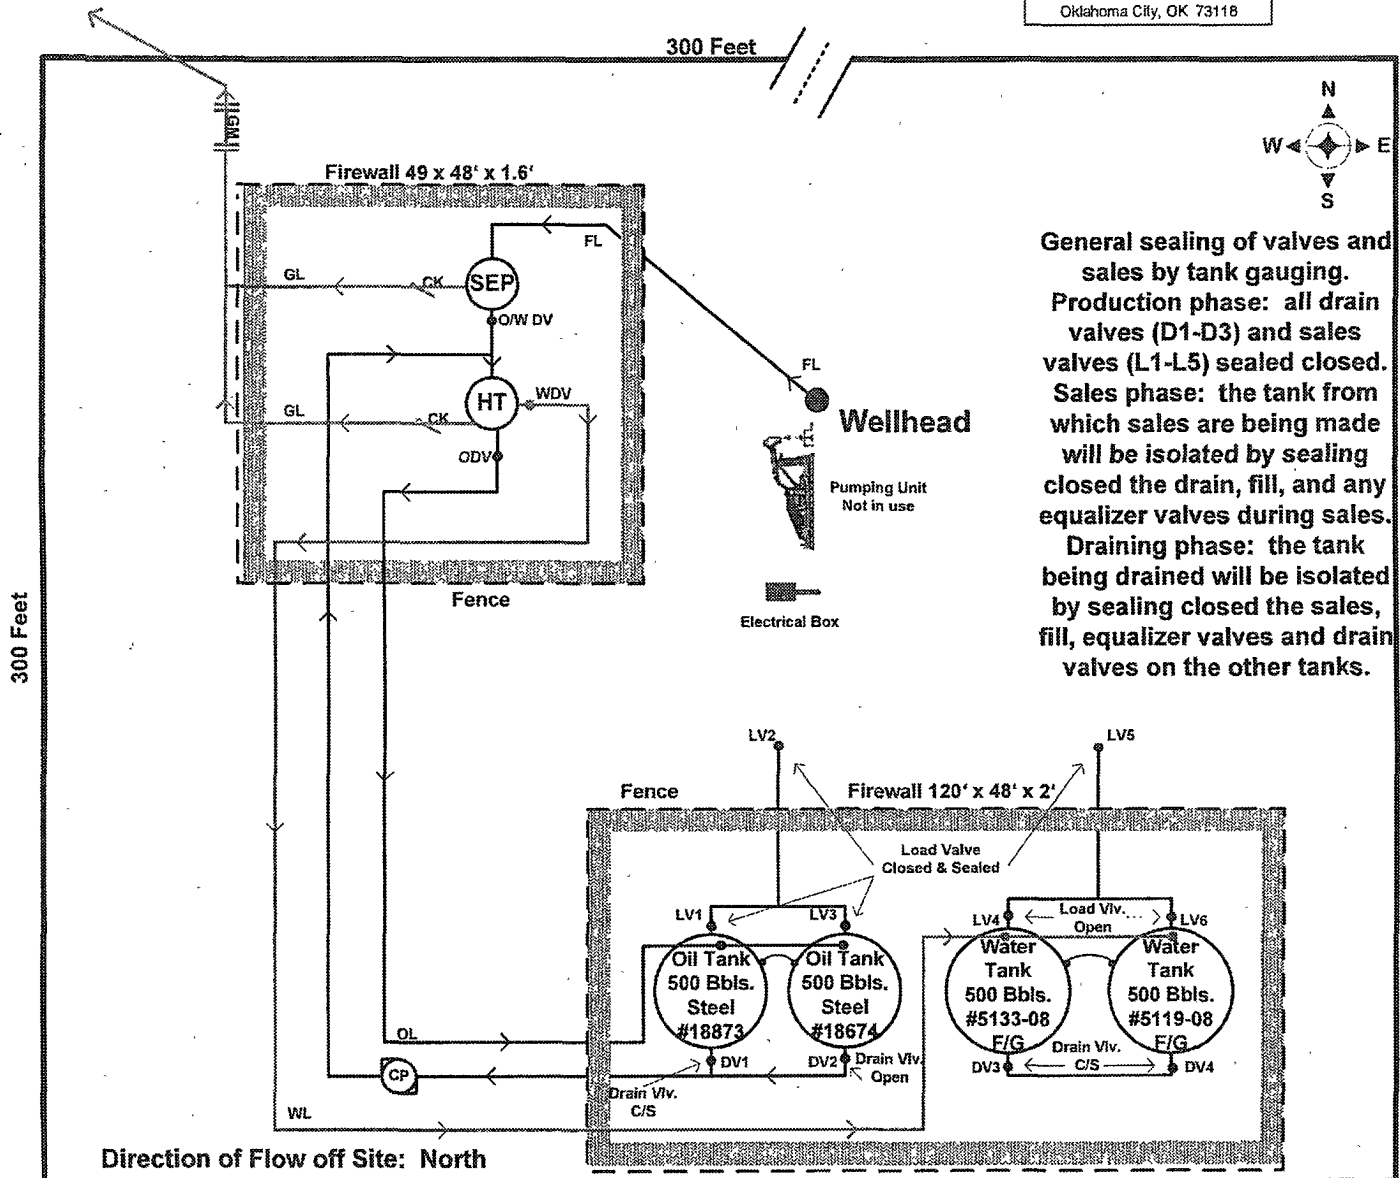 Oklahoma City, OK 73118
300 Feet
N
W
E
S
GM
Firewall 49 x 48' x 1.6'
FL
GL
CK
SEP
O/W DV
HT
WDV
GL
CK
ODV
Fence
FL
Wellhead
Pumping Unit
Not in use
Electrical Box
General sealing of valves and
sales by tank gauging.
Production phase: all drain
valves (D1-D3) and sales
valves (L1-L5) sealed closed.
Sales phase: the tank from
which sales are being made
will be isolated by sealing
closed the drain, fill, and any
equalizer valves during sales.
Draining phase: the tank
being drained will be isolated
by sealing closed the sales,
fill, equalizer valves and drain
valves on the other tanks.
300 Feet
LV2
LV5
Fence
Firewall 120' x 48' x 2'
Load Valve
Closed & Sealed
LV1
LV3
LV4
Load Vlv.
Open
LV6
Oil Tank
500 Bbls.
Steel
#18873
Oil Tank
500 Bbls.
Steel
#18674
Water
Tank
500 Bbls.
#5133-08
F/G
Water
Tank
500 Bbls.
#5119-08
F/G
OL
CP
DV1
DV2
Drain Vlv.
Open
Drain Vlv.
C/S
DV3
Drain Vlv.
C/S
DV4
WL
Direction of Flow off Site: North